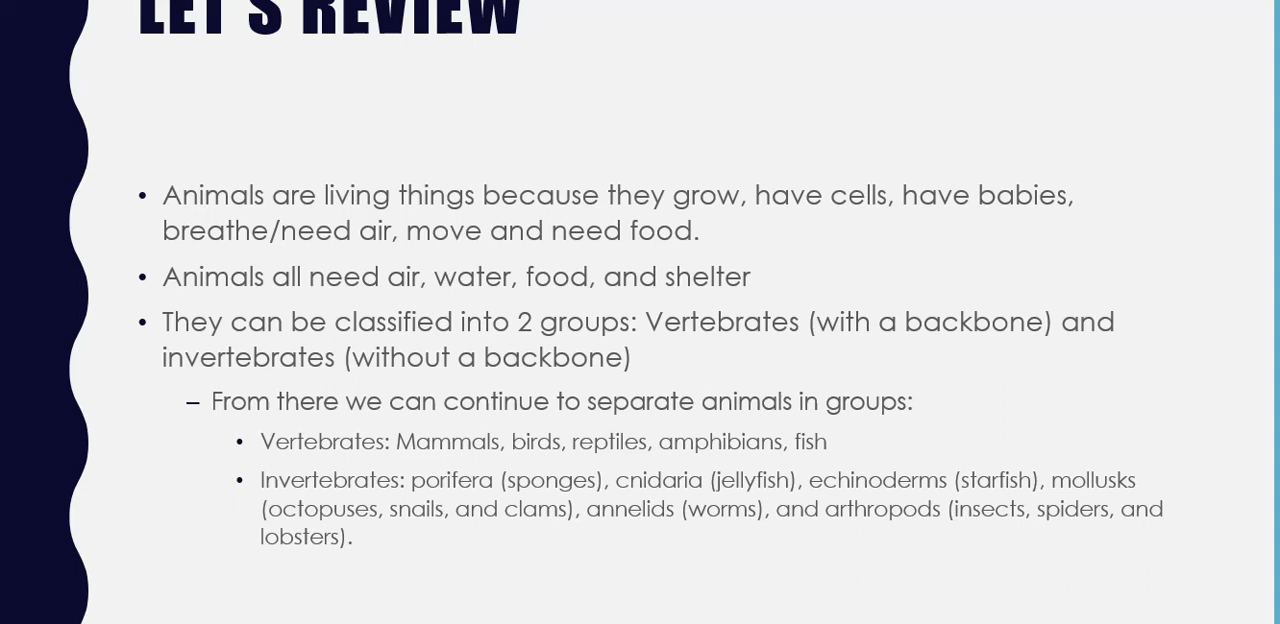 LET'S REVIEW
• Animals are living things because they grow, have cells, have babies,
breathe/need air, move and need food.
• Animals all need air, water, food, and shelter
• They can be classified into 2 groups: Vertebrates (with a backbone) and
invertebrates (without a backbone)
– From there we can continue to separate animals in groups:
• Vertebrates: Mammals, birds, reptiles, amphibians, fish
• Invertebrates: porifera (sponges), cnidaria (jellyfish), echinoderms (starfish), mollusks
(octopuses, snails, and clams), annelids (worms), and arthropods (insects, spiders, and
lobsters).